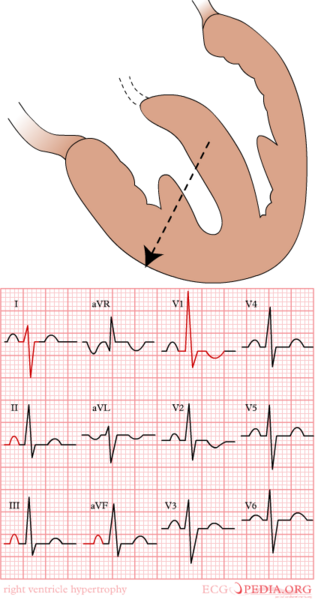 I aVR V1 V4
II aVL V2 V5
III aVF V3 V6
right ventricle hypertrophy ECGPEDIA.ORG